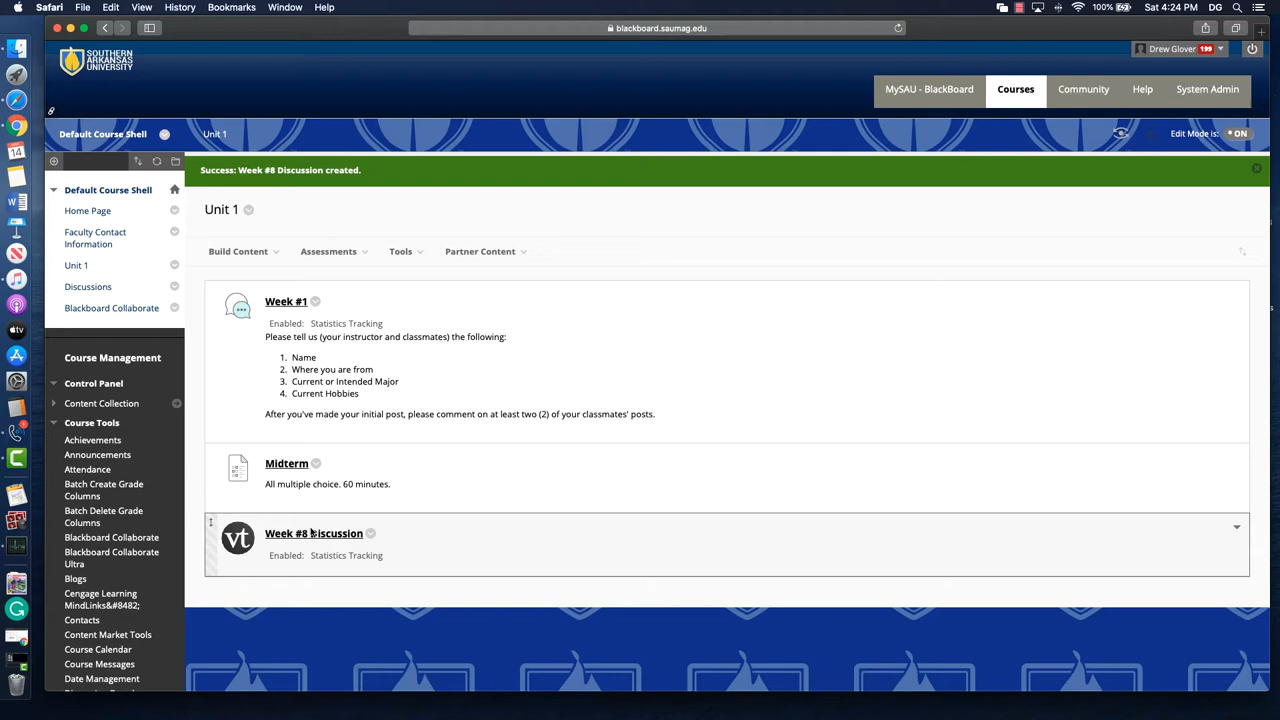 Safari File Edit View History Bookmarks Window Help 100% Sat 4:24 PM DG
blackboard.saumag.edu
SOUTHERN
ARKANSAS
UNIVERSITY
Drew Glover 199
MySAU - BlackBoard Courses Community Help System Admin
Default Course Shell Unit 1 Edit Mode is: ON
Success: Week #8 Discussion created.
Default Course Shell
Home Page
Faculty Contact
Information
Unit 1
Discussions
Blackboard Collaborate
Course Management
Control Panel
Content Collection
Course Tools
Achievements
Announcements
Attendance
Batch Create Grade
Columns
Batch Delete Grade
Columns
Blackboard Collaborate
Blackboard Collaborate
Ultra
Blogs
Cengage Learning
MindLinks&#8482;
Contacts
Content Market Tools
Course Calendar
Course Messages
Date Management
Unit 1
Build Content Assessments Tools Partner Content
Week #1
Enabled: Statistics Tracking
Please tell us (your instructor and classmates) the following:
1. Name
2. Where you are from
3. Current or Intended Major
4. Current Hobbies
After you've made your initial post, please comment on at least two (2) of your classmates' posts.
Midterm
All multiple choice. 60 minutes.
vt
Week #8 Discussion
Enabled: Statistics Tracking